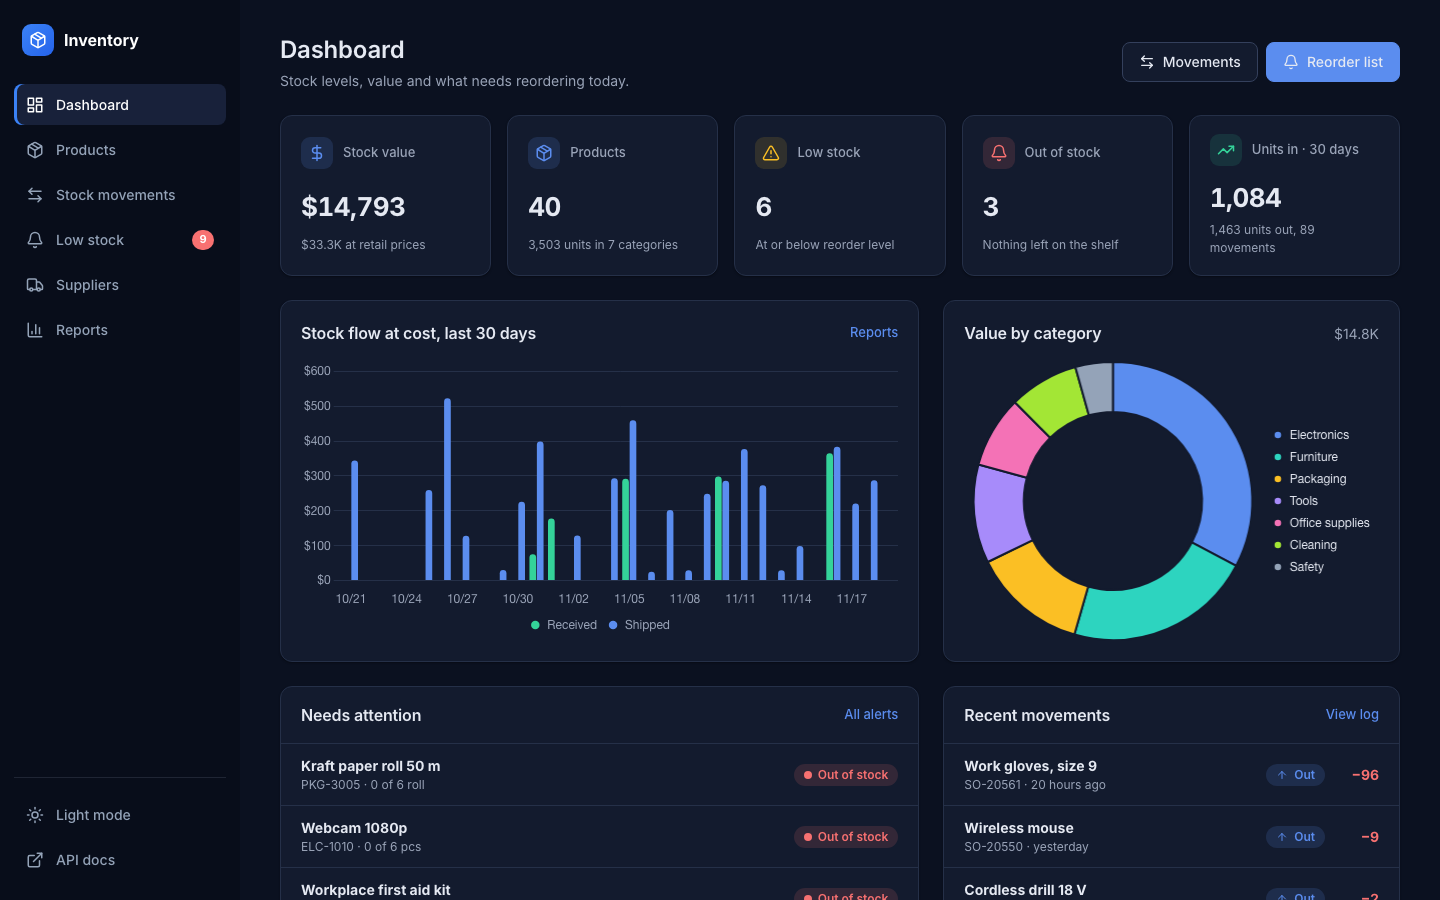 Inventory
Dashboard
Products
Stock movements
Low stock 9
Suppliers
Reports
Light mode
API docs
Dashboard
Stock levels, value and what needs reordering today.
Movements
Reorder list
Stock value
$14,793
$33.3K at retail prices
Products
40
3,503 units in 7 categories
Low stock
6
At or below reorder level
Out of stock
3
Nothing left on the shelf
Units in · 30 days
1,084
1,463 units out, 89
movements
Stock flow at cost, last 30 days
Reports
$600
$500
$400
$300
$200
$100
$0
10/21 10/24 10/27 10/30 11/02 11/05 11/08 11/11 11/14 11/17
Received Shipped
Value by category
$14.8K
Electronics
Furniture
Packaging
Tools
Office supplies
Cleaning
Safety
Needs attention
All alerts
Kraft paper roll 50 m
PKG-3005 · 0 of 6 roll
Out of stock
Webcam 1080p
ELC-1010 · 0 of 6 pcs
Out of stock
Workplace first aid kit
Out of stock
Recent movements
View log
Work gloves, size 9
SO-20561 · 20 hours ago
Out
−96
Wireless mouse
SO-20550 · yesterday
Out
−9
Cordless drill 18 V
Out
−2